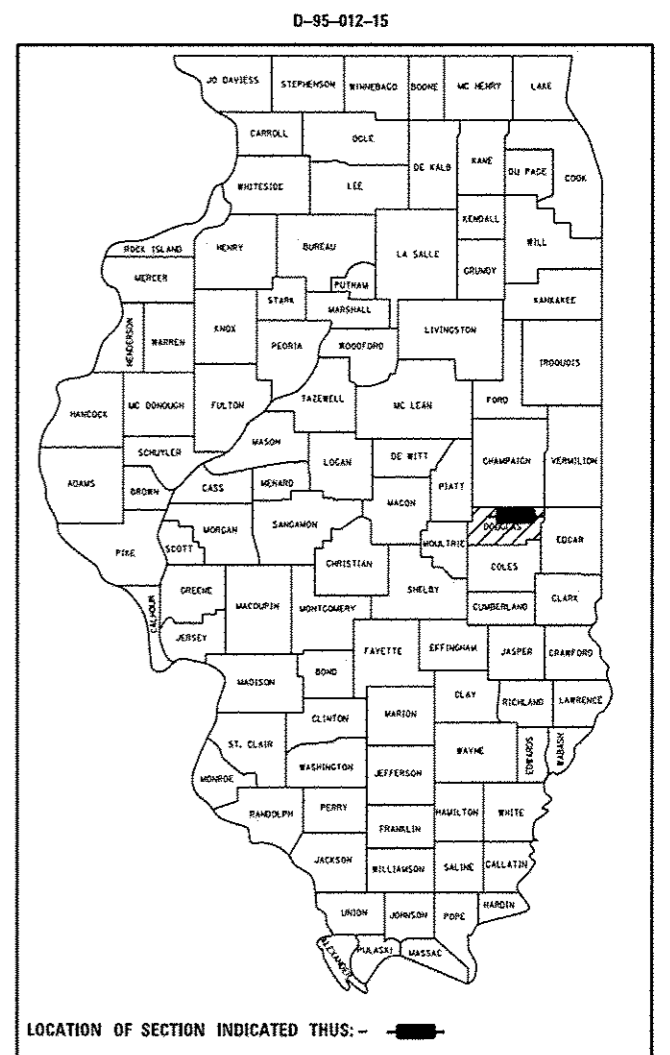 D-95-012-15
JO DAVIESS STEPHENSON WINNEBAGO BOONE MC HENRY LAKE
CARROLL OGLE DE KALB KANE DU PAGE COOK
WHITESIDE LEE
KENDALL WILL
ROCK ISLAND HENRY BUREAU LA SALLE GRUNDY
MERCER PUTNAM KANKAKEE
STARK MARSHALL
HENDERSON WARREN KNOX PEORIA WOODFORD LIVINGSTON IROQUOIS
FORD
HANCOCK MC DONOUGH FULTON TAZEWELL MC LEAN
MASON
SCHUYLER LOGAN DE WITT CHAMPAIGN VERMILION
ADAMS BROWN CASS MENARD PIATT
MACON
MORGAN SANGAMON DOUGLAS
PIKE SCOTT CHRISTIAN MOULTRIE EDGAR
COLES
GREENE SHELBY
CALHOUN MACOUPIN MONTGOMERY CUMBERLAND CLARK
JERSEY
FAYETTE EFFINGHAM JASPER CRAWFORD
BOND
MADISON CLAY RICHLAND LAWRENCE
CLINTON MARION
ST. CLAIR WAYNE EDWARDS WABASH
WASHINGTON JEFFERSON
MONROE
RANDOLPH PERRY HAMILTON WHITE
FRANKLIN
JACKSON WILLIAMSON SALINE GALLATIN
UNION JOHNSON POPE HARDIN
ALEXANDER PULASKI MASSAC
LOCATION OF SECTION INDICATED THUS: -